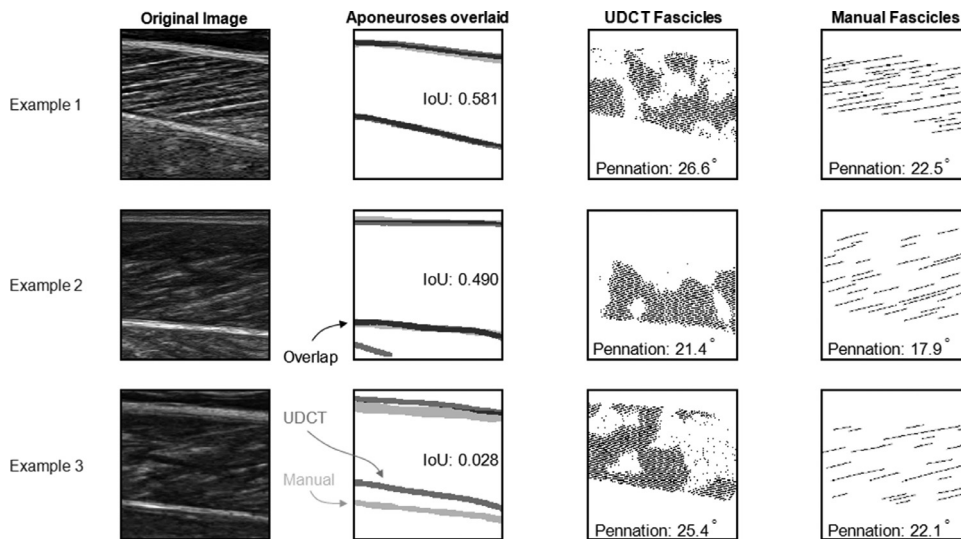 Original Image Aponeuroses overlaid UDCT Fascicles Manual Fascicles
Example 1
IoU: 0.581
Pennation: 26.6°
Pennation: 22.5°
Example 2
IoU: 0.490
Overlap
Pennation: 21.4°
Pennation: 17.9°
Example 3
UDCT
IoU: 0.028
Manual
Pennation: 25.4°
Pennation: 22.1°